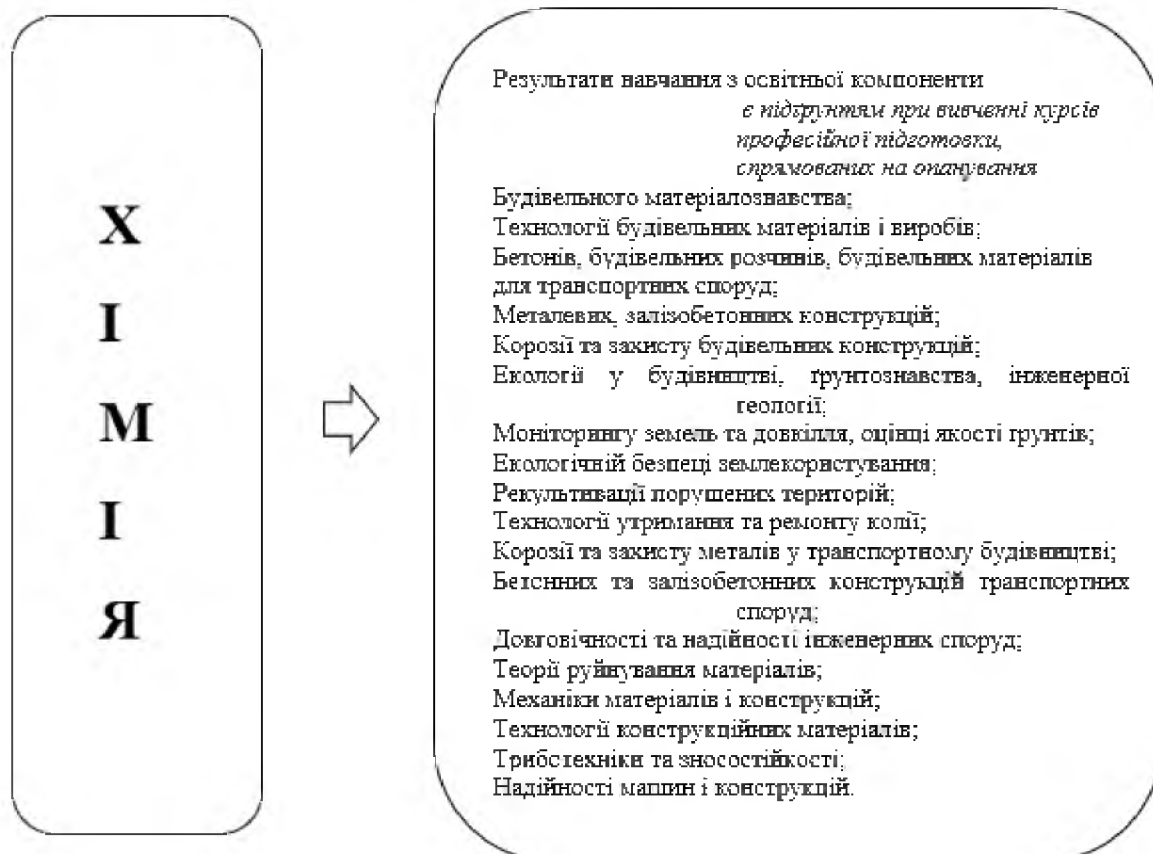 Х
І
М
І
Я
Результати навчання з освітньої компоненти
є підґрунтям при вивченні курсів
професійної підготовки,
спрямованих на опанування
Будівельного матеріалознавства;
Технології будівельних матеріалів і виробів;
Бетонів, будівельних розчинів, будівельних матеріалів
для транспортних споруд;
Металевих, залізобетонних конструкцій;
Корозії та захисту будівельних конструкцій;
Екології у будівництві, ґрунтознавства, інженерної
геології;
Моніторингу земель та довкілля, оцінці якості ґрунтів;
Екологічній безпеці землекористування;
Рекультивації порушених територій;
Технології утримання та ремонту колії;
Корозії та захисту металів у транспортному будівництві;
Бетонних та залізобетонних конструкцій транспортних
споруд;
Довговічності та надійності інженерних споруд;
Теорії руйнування матеріалів;
Механіки матеріалів і конструкцій;
Технології конструкційних матеріалів;
Триботехніки та зносостійкості;
Надійності машин і конструкцій.